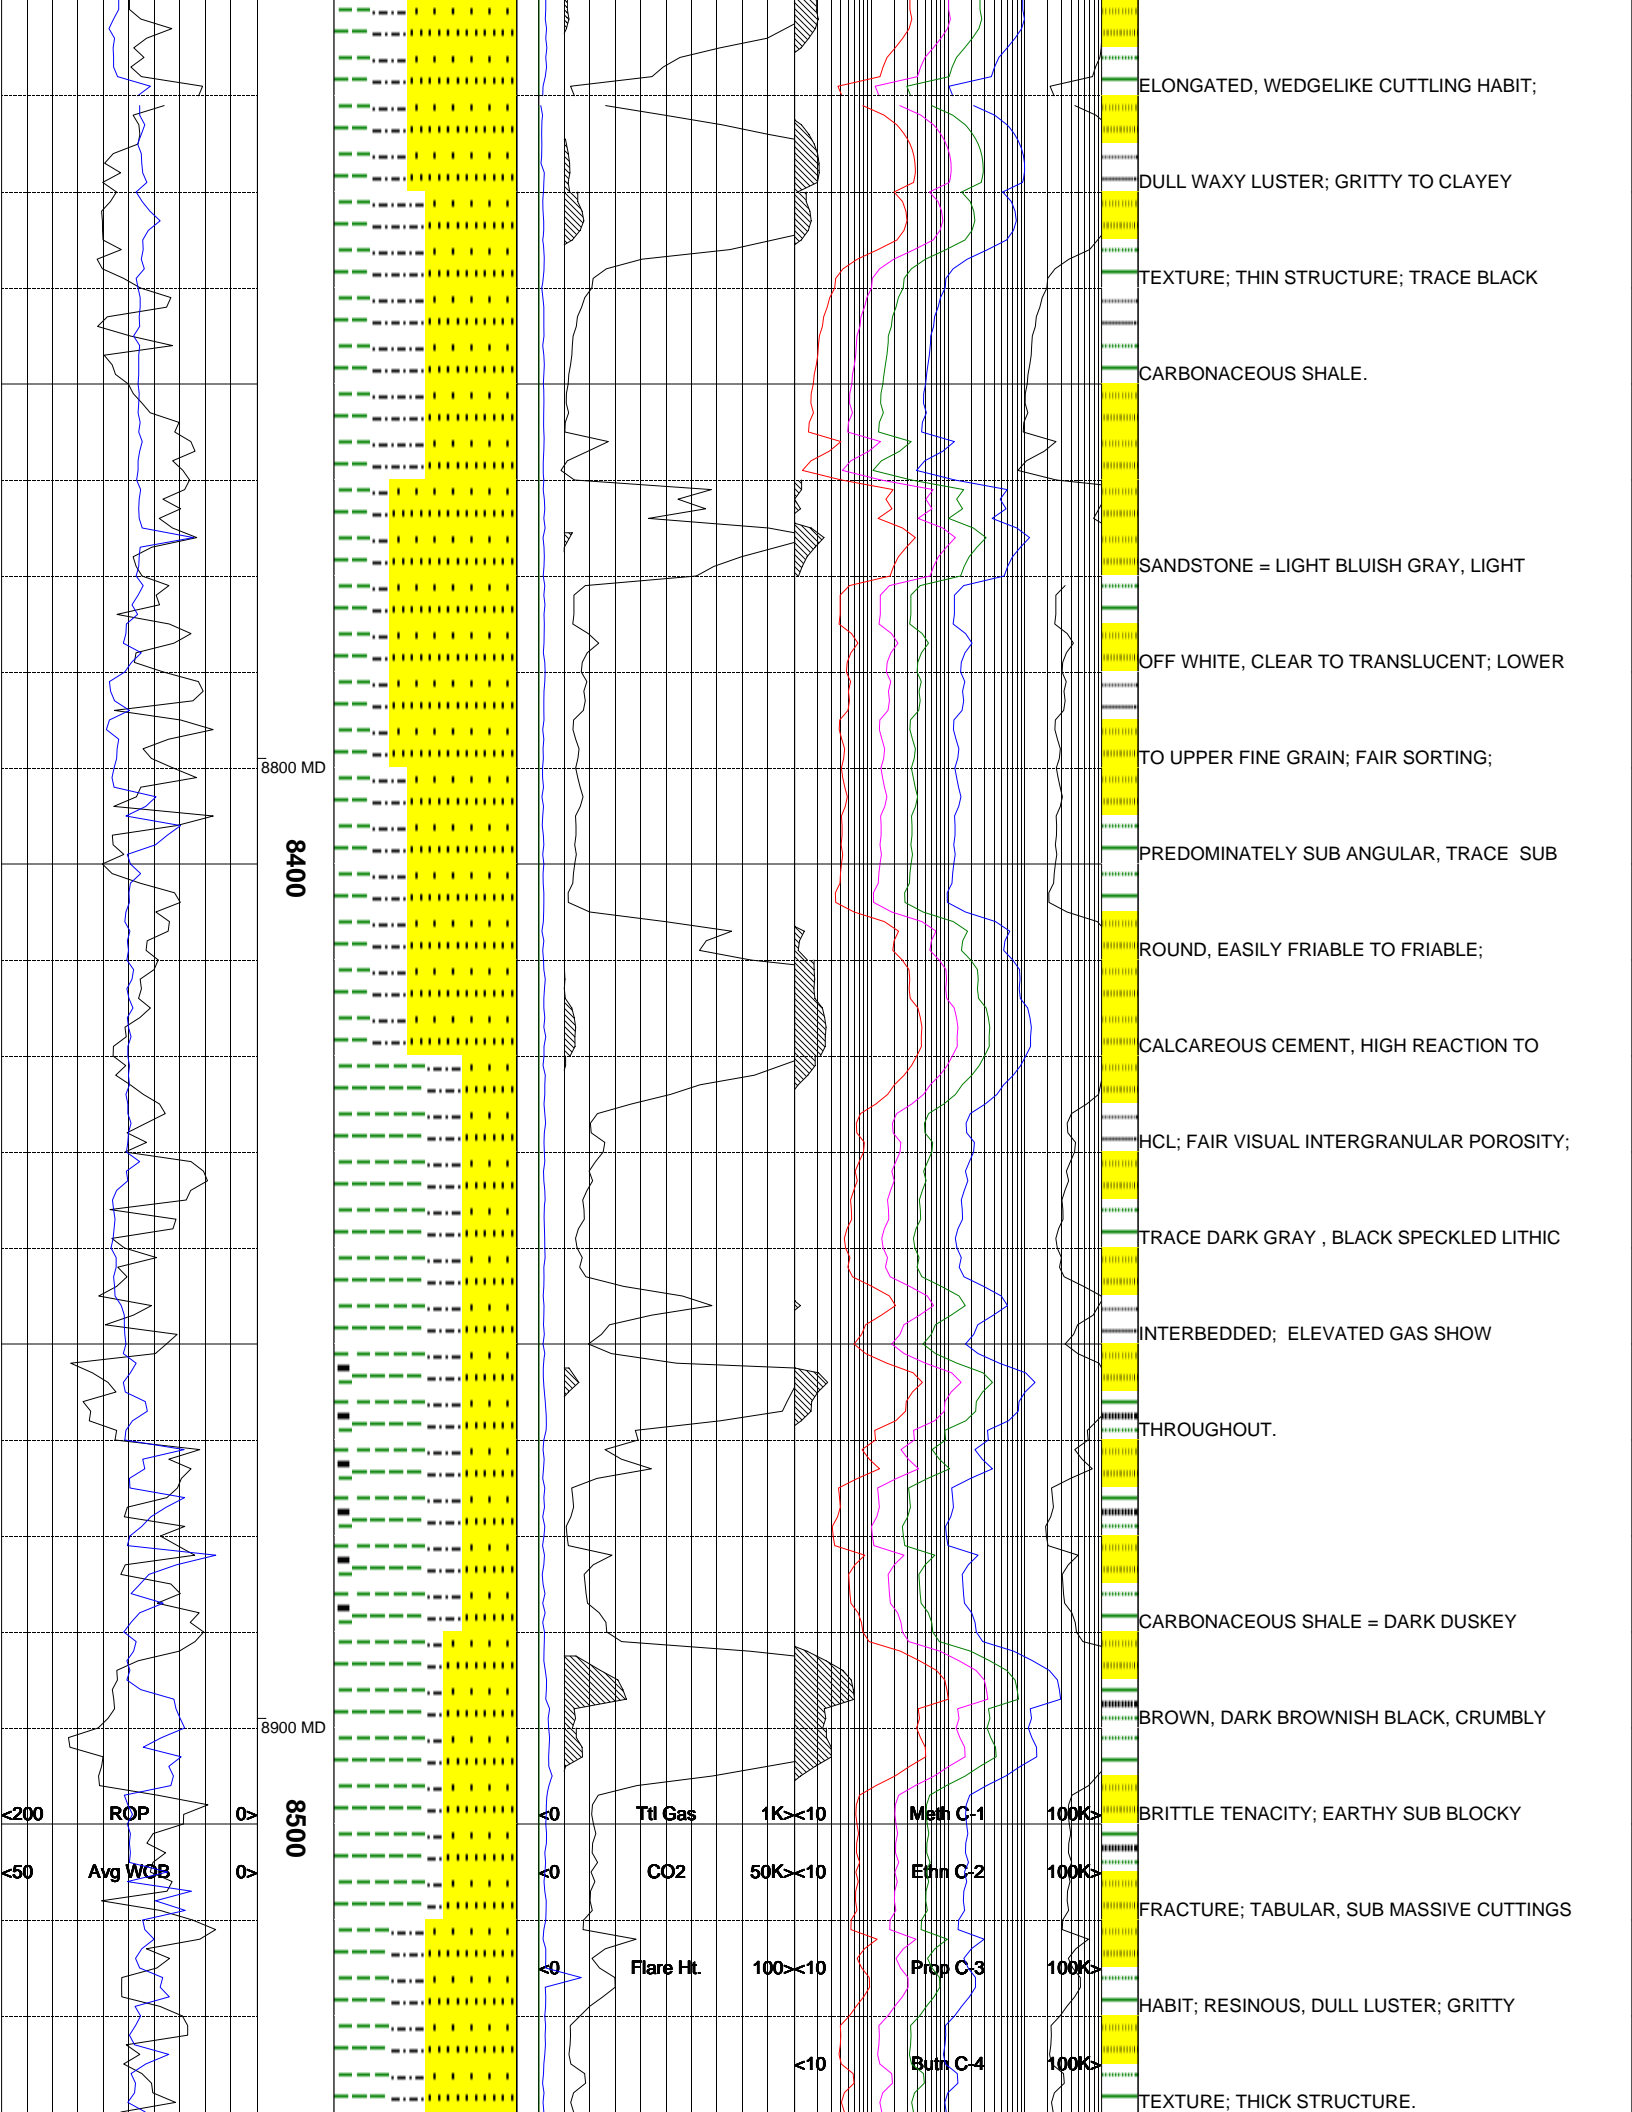 ELONGATED, WEDGELIKE CUTTLING HABIT;
DULL WAXY LUSTER; GRITTY TO CLAYEY
TEXTURE; THIN STRUCTURE; TRACE BLACK
CARBONACEOUS SHALE.
SANDSTONE = LIGHT BLUISH GRAY, LIGHT
OFF WHITE, CLEAR TO TRANSLUCENT; LOWER
8800 MD
TO UPPER FINE GRAIN; FAIR SORTING;
8400
PREDOMINATELY SUB ANGULAR, TRACE  SUB
ROUND, EASILY FRIABLE TO FRIABLE;
CALCAREOUS CEMENT, HIGH REACTION TO
HCL; FAIR VISUAL INTERGRANULAR POROSITY;
TRACE DARK GRAY , BLACK SPECKLED LITHIC
INTERBEDDED;  ELEVATED GAS SHOW
THROUGHOUT.
CARBONACEOUS SHALE = DARK DUSKEY
8900 MD
BROWN, DARK BROWNISH BLACK, CRUMBLY
8500
<200 ROP 0> <0 Ttl Gas 1K> <10 Meth C-1 100K> BRITTLE TENACITY; EARTHY SUB BLOCKY
<50 Avg WOB 0> <0 CO2 50K> <10 Ethn C-2 100K>
FRACTURE; TABULAR, SUB MASSIVE CUTTINGS
<0 Flare Ht. 100> <10 Prop C-3 100K>
HABIT; RESINOUS, DULL LUSTER; GRITTY
<10 Butn C-4 100K>
TEXTURE; THICK STRUCTURE.